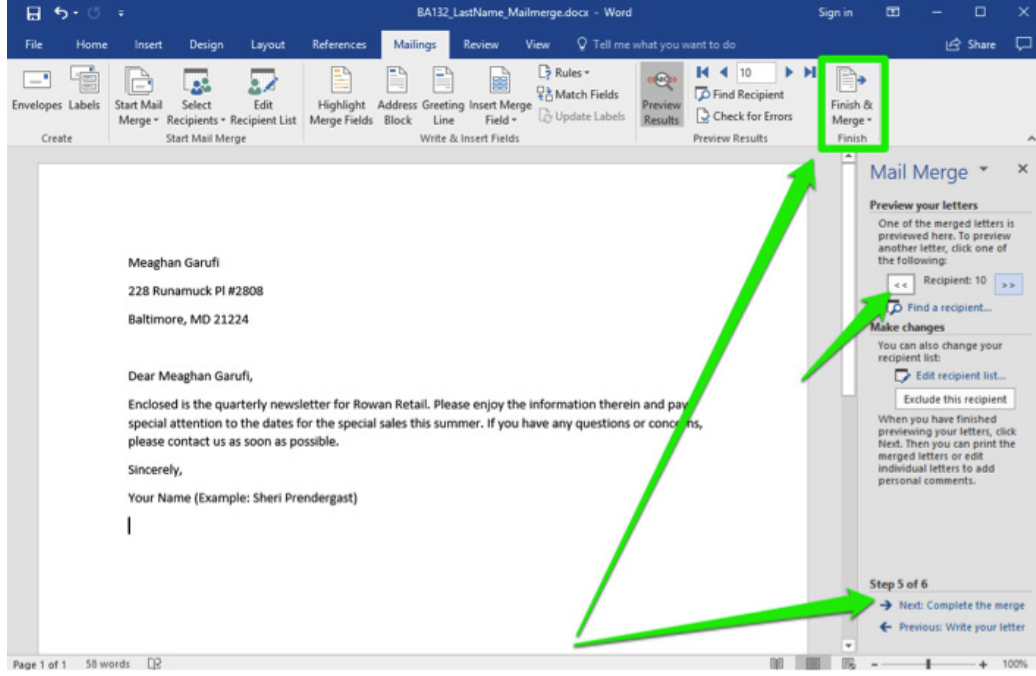 BA132_LastName_Mailmerge.docx - Word
Sign in
File Home Insert Design Layout References Mailings Review View Tell me what you want to do Share
Envelopes Labels
Create
Start Mail Merge
Select Recipients
Edit Recipient List
Start Mail Merge
Highlight Merge Fields
Address Block
Greeting Line
Insert Merge Field
Rules
Match Fields
Update Labels
Write & Insert Fields
ABC
Preview Results
10
Find Recipient
Check for Errors
Preview Results
Finish & Merge
Finish
Meaghan Garufi
228 Runamuck Pl #2808
Baltimore, MD 21224
Dear Meaghan Garufi,
Enclosed is the quarterly newsletter for Rowan Retail. Please enjoy the information therein and pay
special attention to the dates for the special sales this summer. If you have any questions or concerns,
please contact us as soon as possible.
Sincerely,
Your Name (Example: Sheri Prendergast)
Mail Merge
Preview your letters
One of the merged letters is
previewed here. To preview
another letter, click one of
the following:
<< Recipient: 10 >>
Find a recipient...
Make changes
You can also change your
recipient list:
Edit recipient list...
Exclude this recipient
When you have finished
previewing your letters, click
Next. Then you can print the
merged letters or edit
individual letters to add
personal comments.
Step 5 of 6
Next: Complete the merge
Previous: Write your letter
Page 1 of 1 58 words
100%